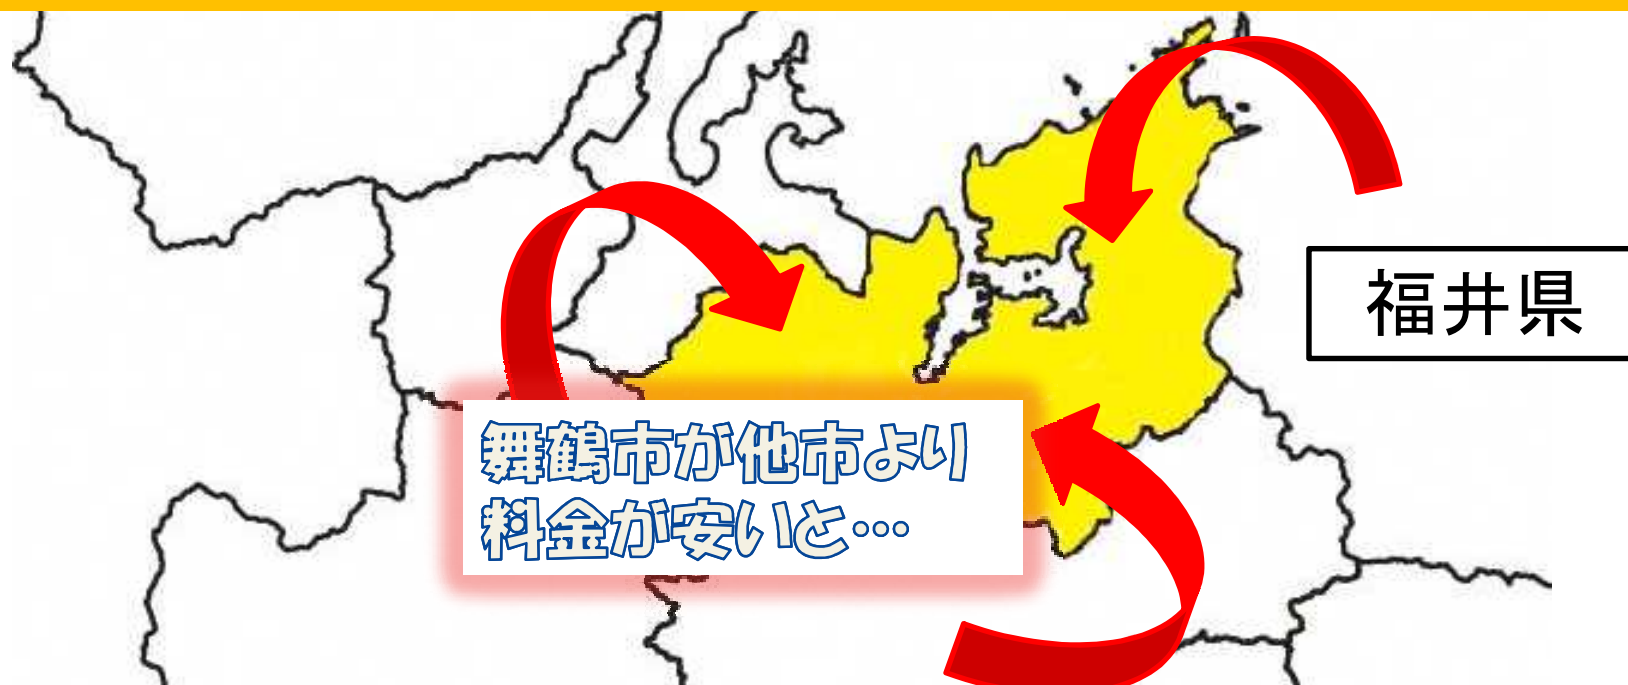 福井県
舞鶴市が他市より
料金が安いと…